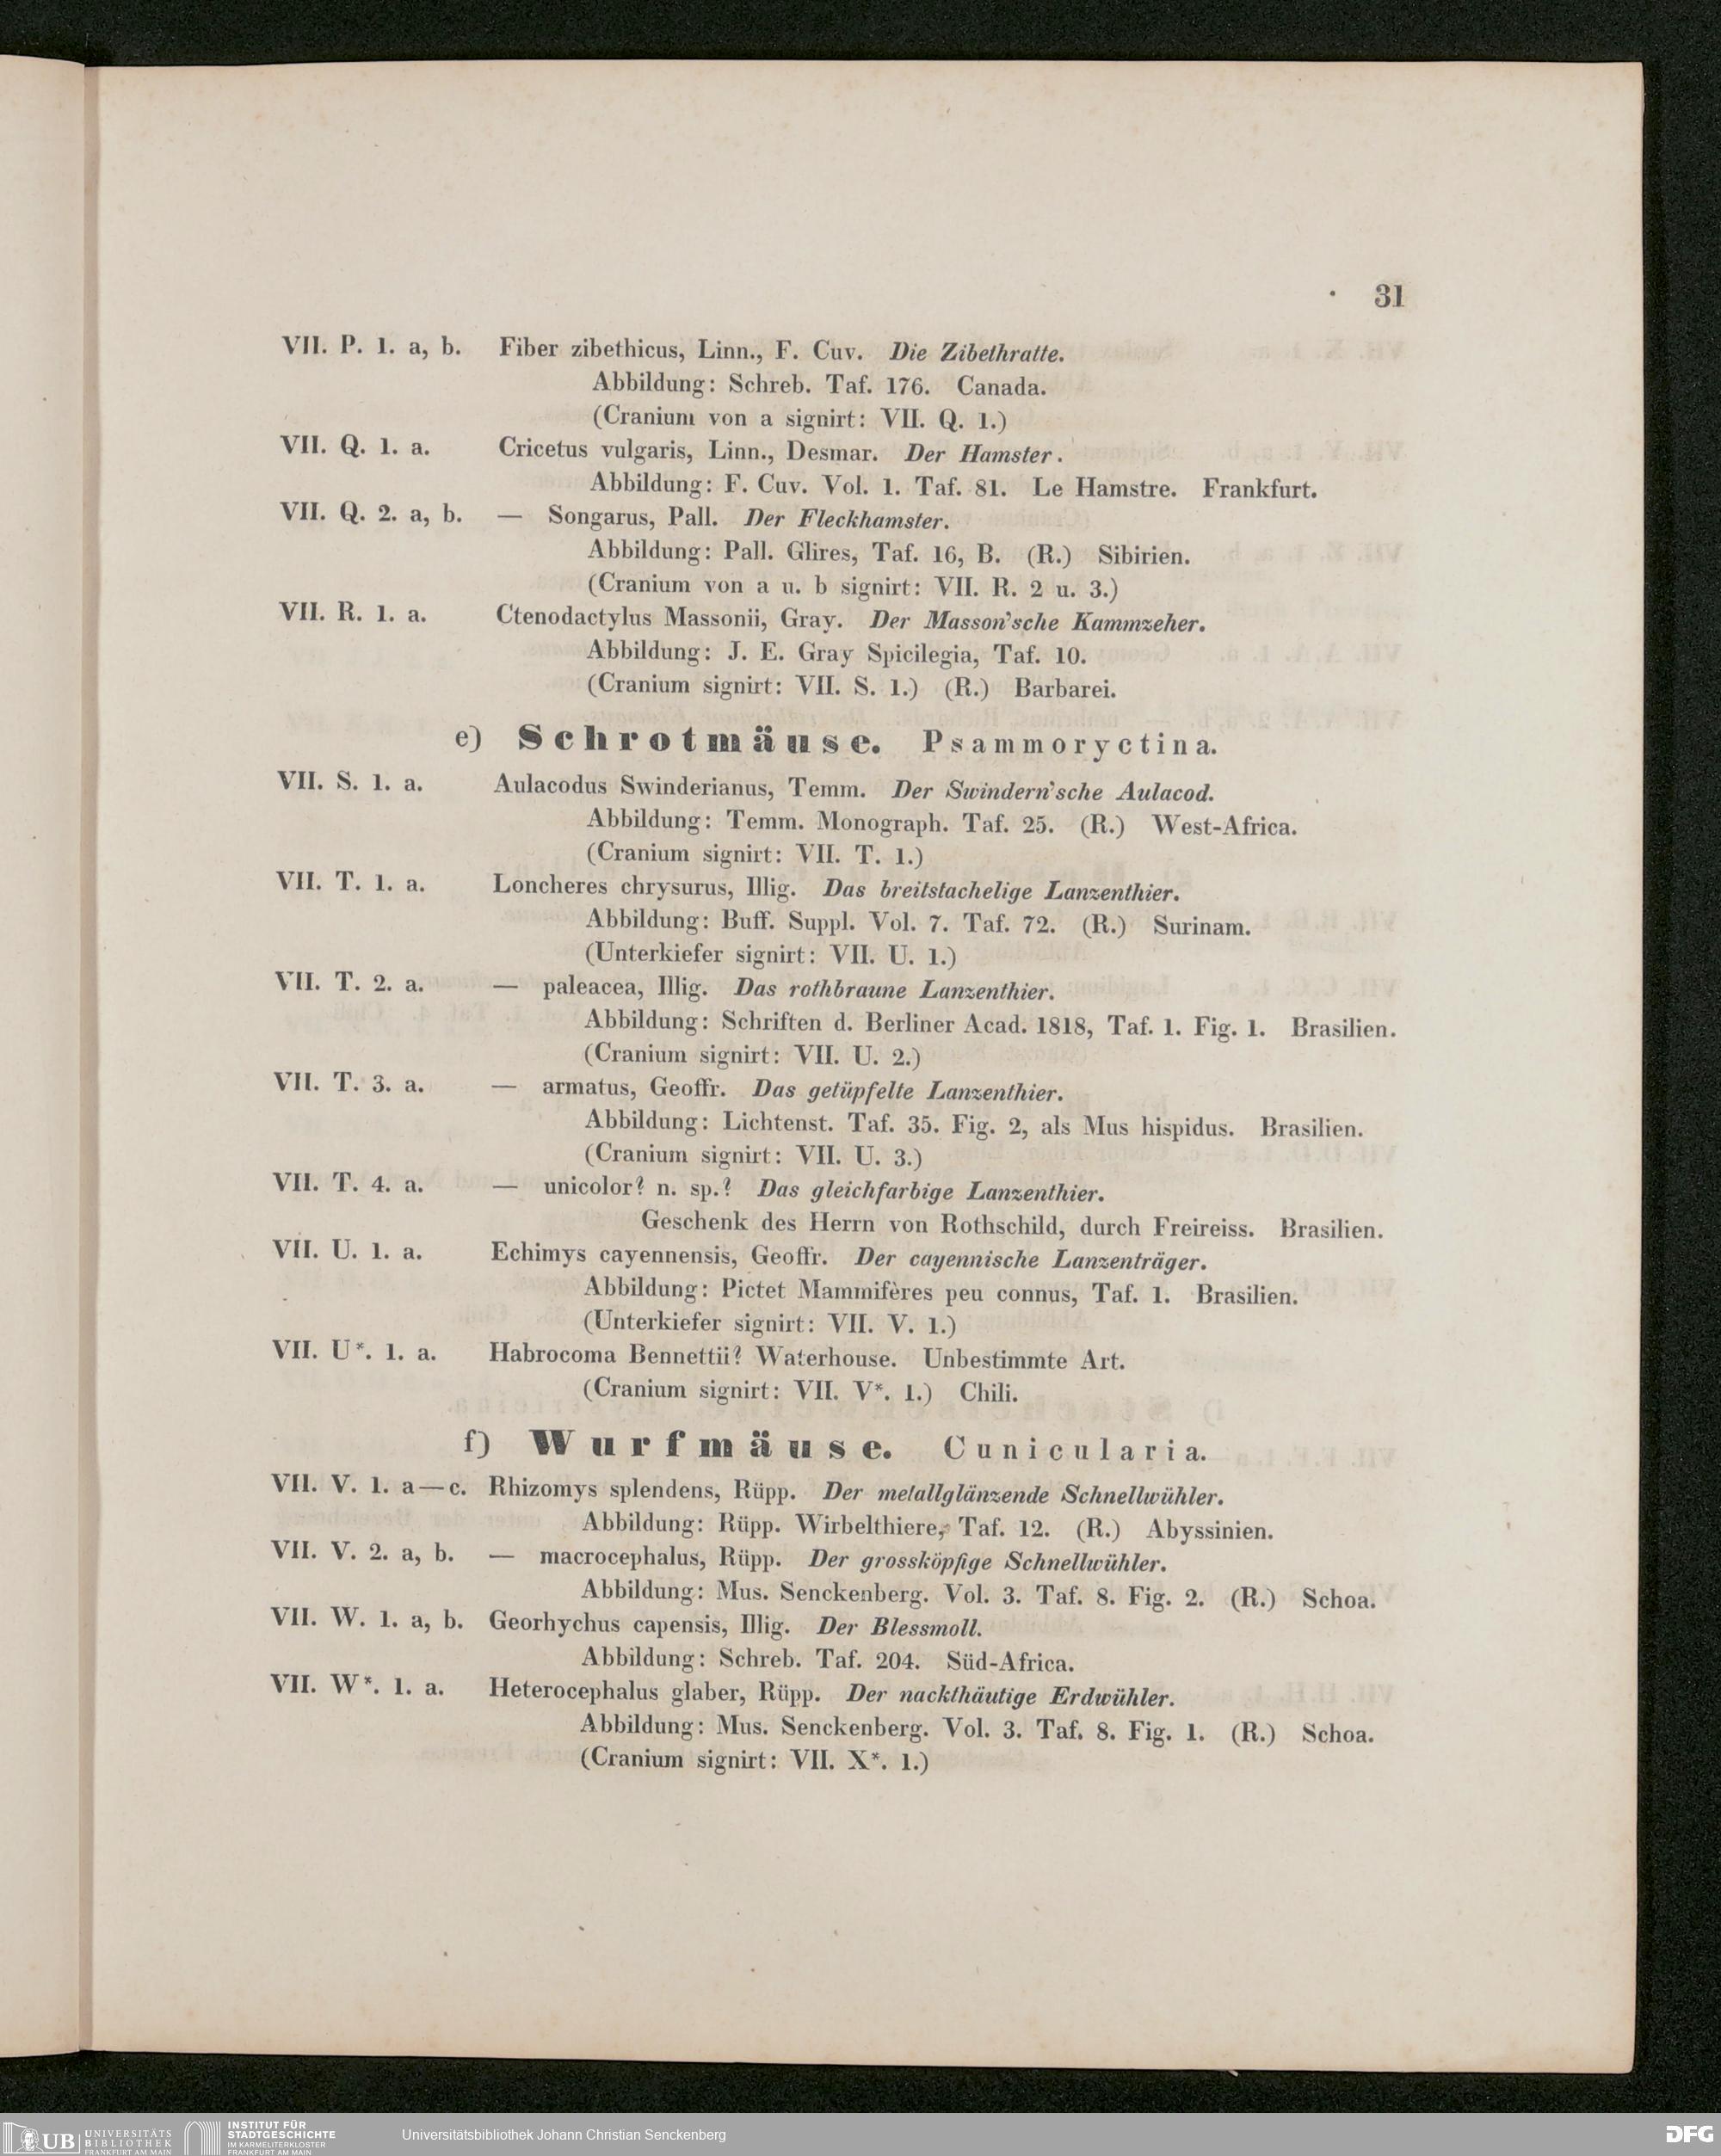 31
VII. P. 1. a, b. Fiber zibethicus, Linn., F. Cuv. Die Zibethratte.
Abbildung: Schreb. Taf. 176. Canada.
(Cranium von a signirt: VII. Q. 1.)
VII. Q. 1. a. Cricetus vulgaris, Linn., Desmar. Der Hamster.
Abbildung: F. Cuv. Vol. 1. Taf. 81. Le Hamstre. Frankfurt.
VII. Q. 2. a, b. — Songarus, Pall. Der Fleckhamster.
Abbildung: Pall. Glires, Taf. 16, B. (R.) Sibirien.
(Cranium von a u. b signirt: VII. R. 2 u. 3.)
VII. R. 1. a. Ctenodactylus Massonii, Gray. Der Masson'sche Kammzeher.
Abbildung: J. E. Gray Spicilegia, Taf. 10.
(Cranium signirt: VII. S. 1.) (R.) Barbarei.
e) Schrotmäuse. Psammoryctina.
VII. S. 1. a. Aulacodus Swinderianus, Temm. Der Swindern'sche Aulacod.
Abbildung: Temm. Monograph. Taf. 25. (R.) West-Africa.
(Cranium signirt: VII. T. 1.)
VII. T. 1. a. Loncheres chrysurus, Illig. Das breitstachelige Lanzenthier.
Abbildung: Buff. Suppl. Vol. 7. Taf. 72. (R.) Surinam.
(Unterkiefer signirt: VII. U. 1.)
VII. T. 2. a. — paleacea, Illig. Das rothbraune Lanzenthier.
Abbildung: Schriften d. Berliner Acad. 1818, Taf. 1. Fig. 1. Brasilien.
(Cranium signirt: VII. U. 2.)
VII. T. 3. a. — armatus, Geoffr. Das getüpfelte Lanzenthier.
Abbildung: Lichtenst. Taf. 35. Fig. 2, als Mus hispidus. Brasilien.
(Cranium signirt: VII. U. 3.)
VII. T. 4. a. — unicolor? n. sp.? Das gleichfarbige Lanzenthier.
Geschenk des Herrn von Rothschild, durch Freireiss. Brasilien.
VII. U. 1. a. Echimys cayennensis, Geoffr. Der cayennische Lanzenträger.
Abbildung: Pictet Mammifères peu connus, Taf. 1. Brasilien.
(Unterkiefer signirt: VII. V. 1.)
VII. U*. 1. a. Habrocoma Bennettii? Waterhouse. Unbestimmte Art.
(Cranium signirt: VII. V*. 1.) Chili.
f) Wurfmäuse. Cunicularia.
VII. V. 1. a—c. Rhizomys splendens, Rüpp. Der metallglänzende Schnellwühler.
Abbildung: Rüpp. Wirbelthiere, Taf. 12. (R.) Abyssinien.
VII. V. 2. a, b. — macrocephalus, Rüpp. Der grossköpfige Schnellwühler.
Abbildung: Mus. Senckenberg. Vol. 3. Taf. 8. Fig. 2. (R.) Schoa.
VII. W. 1. a, b. Georhychus capensis, Illig. Der Blessmoll.
Abbildung: Schreb. Taf. 204. Süd-Africa.
VII. W*. 1. a. Heterocephalus glaber, Rüpp. Der nackthäutige Erdwühler.
Abbildung: Mus. Senckenberg. Vol. 3. Taf. 8. Fig. 1. (R.) Schoa.
(Cranium signirt: VII. X*. 1.)
UB UNIVERSITÄTS
BIBLIOTHEK
FRANKFURT AM MAIN
INSTITUT FÜR
STADTGESCHICHTE
IM KARMELITERKLOSTER
FRANKFURT AM MAIN
Universitätsbibliothek Johann Christian Senckenberg
DFG